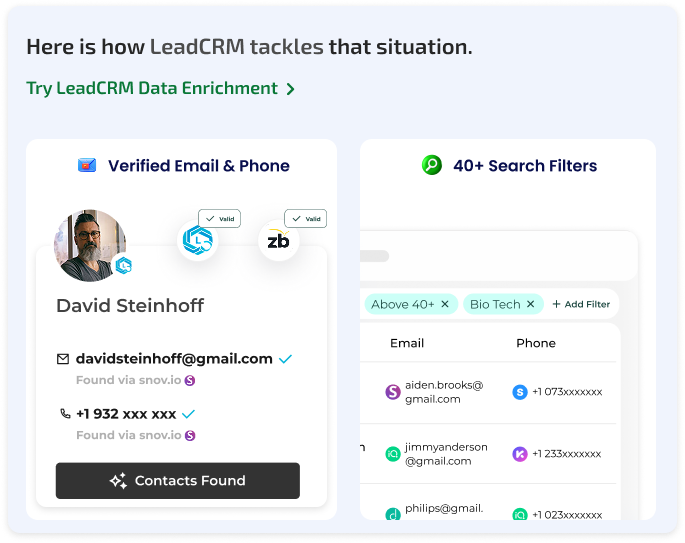 Here is how LeadCRM tackles that situation.
Try LeadCRM Data Enrichment
Verified Email & Phone
Valid
Valid
zb
David Steinhoff
davidsteinhoff@gmail.com
Found via snov.io
+1 932 xxx xxx
Found via snov.io
Contacts Found
40+ Search Filters
Above 40+ ×
Bio Tech ×
+ Add Filter
Email
Phone
aiden.brooks@
gmail.com
+1 073xxxxxxx
n
jimmyanderson
@gmail.com
+1 233xxxxxxx
philips@gmail.
+1 023xxxxxxx